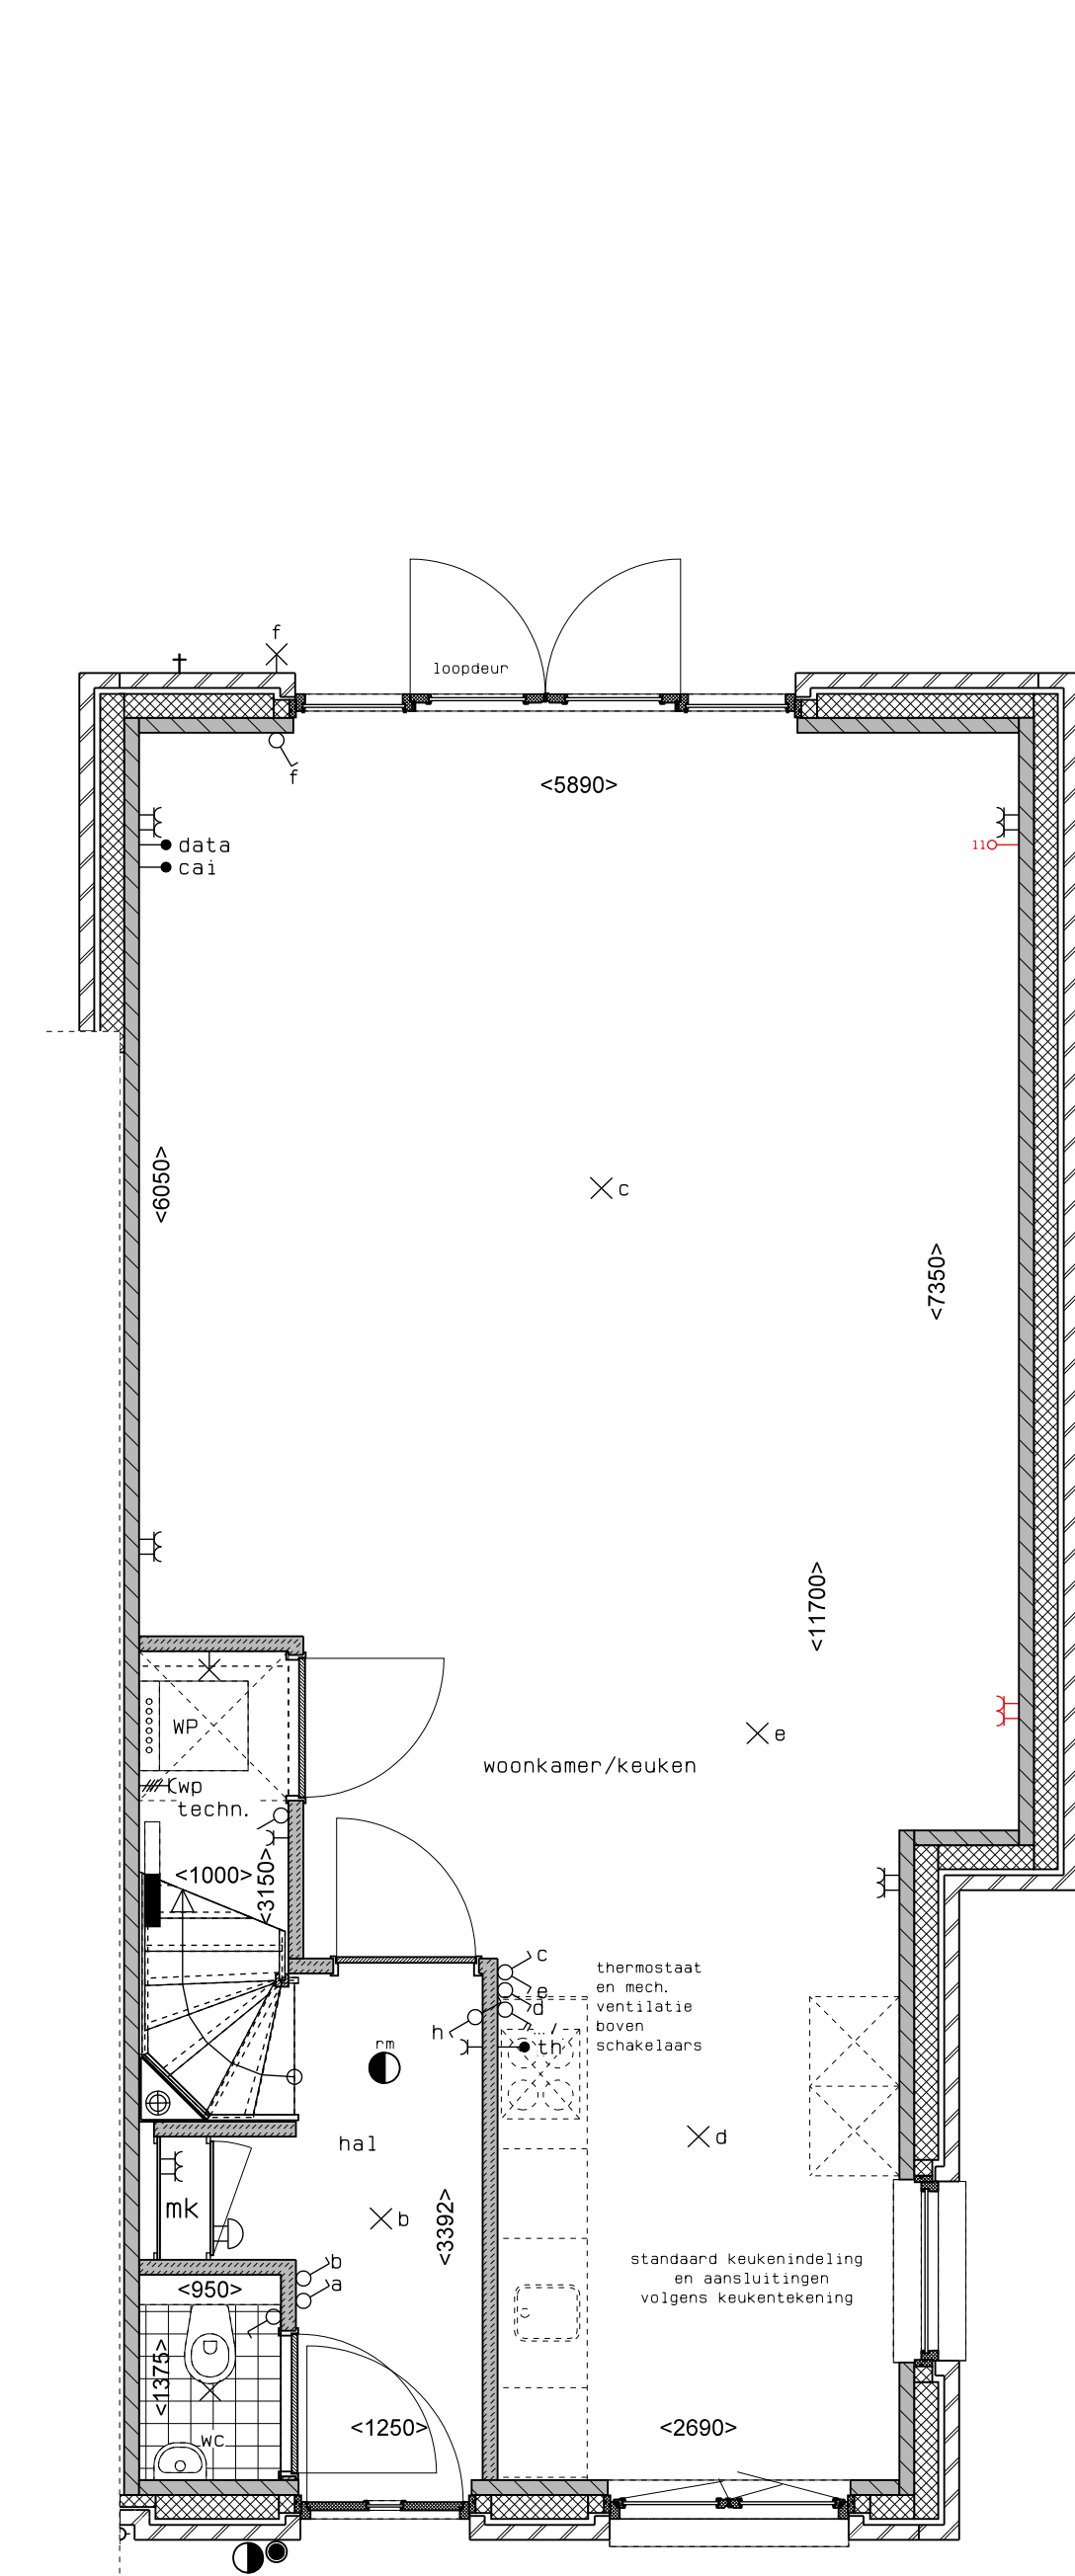 f
loopdeur
f
<5890>
data
cai
11
<6050>
c
<7350>
<11700>
WP
e
woonkamer/keuken
wp
techn.
<1000>
<3150>
c
e
d
h
th
thermostaat
en mech.
ventilatie
boven
schakelaars
rm
hal
d
mk
b
<3392>
b
a
<950>
standaard keukenindeling
en aansluitingen
volgens keukentekening
<1375>
wc
<1250>
<2690>